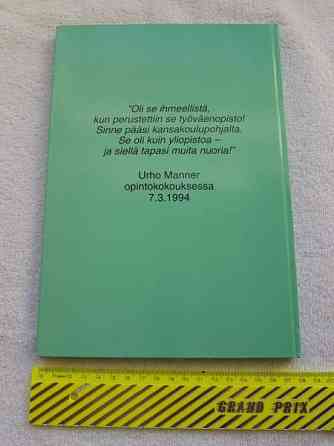 "Oli se ihmeellistä,
kun perustettiin se työväenopisto!
Sinne pääsi kansakoulupohjalta.
Se oli kuin yliopistoa –
ja siellä tapasi muita nuoria!"
Urho Manner
opintokokouksessa
7.3.1994
GRAND PRIX